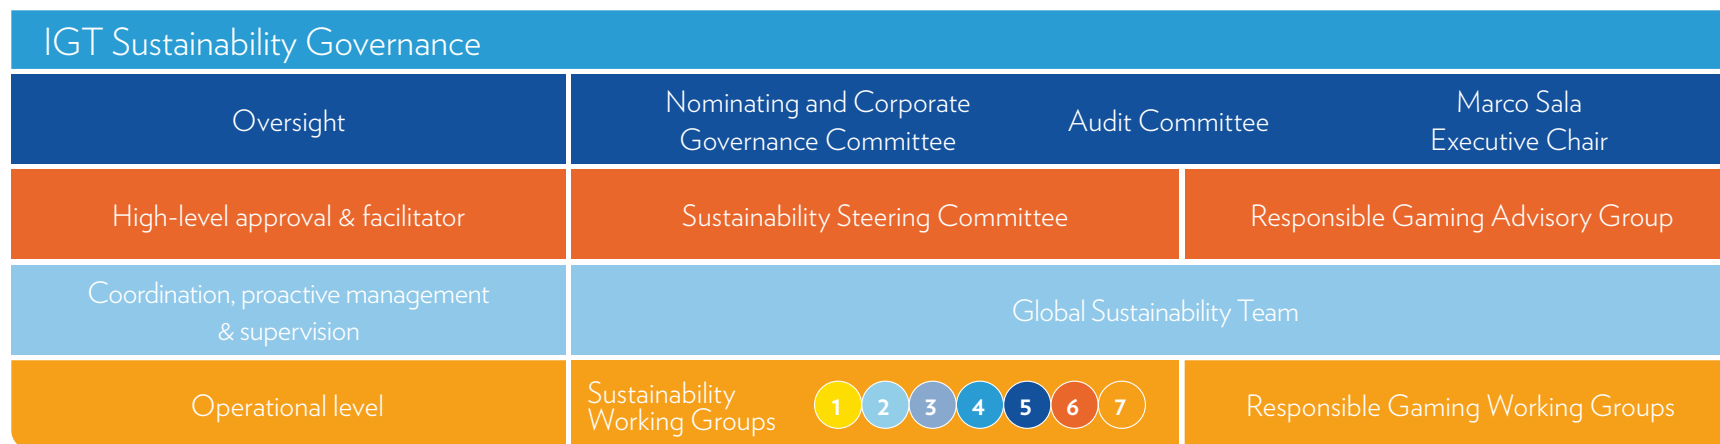 IGT Sustainability Governance
Oversight
Nominating and Corporate
Governance Committee
Audit Committee
Marco Sala
Executive Chair
High-level approval & facilitator
Sustainability Steering Committee
Responsible Gaming Advisory Group
Coordination, proactive management
& supervision
Global Sustainability Team
Operational level
Sustainability
Working Groups
1 2 3 4 5 6 7
Responsible Gaming Working Groups